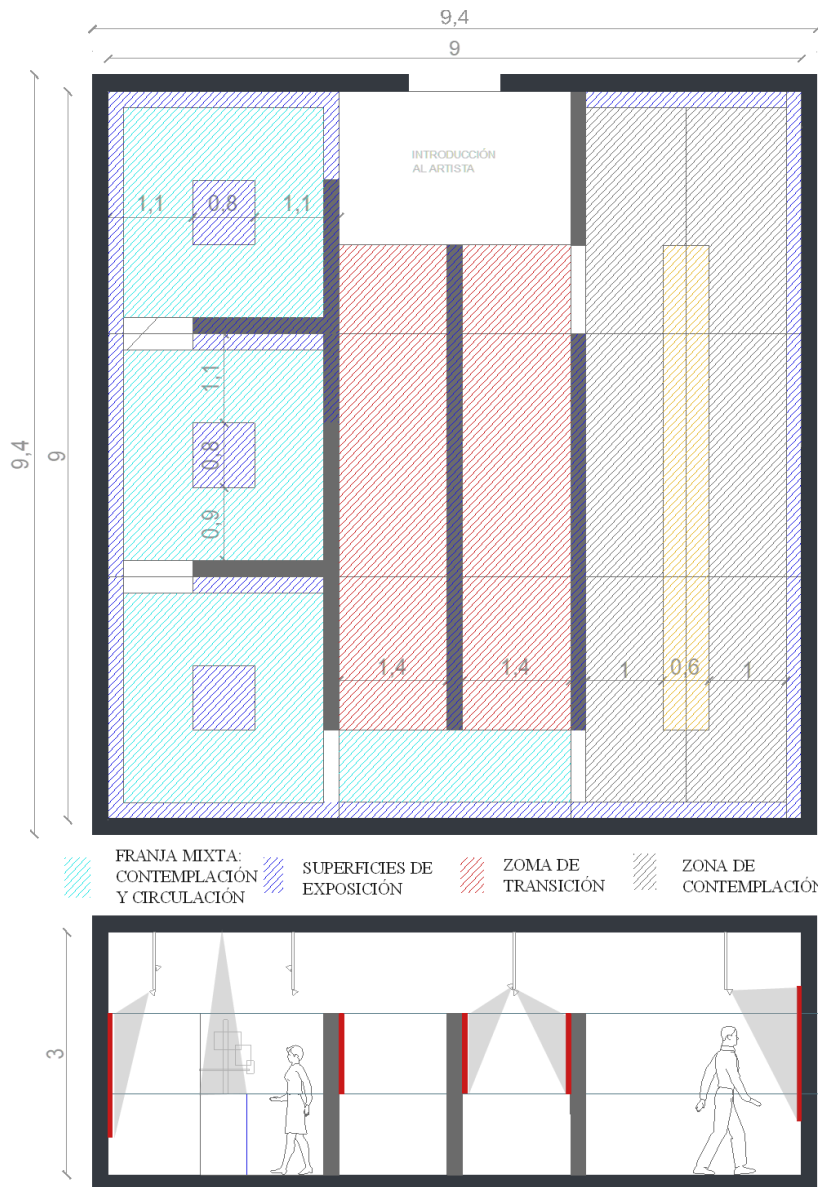 9,4
9
INTRODUCCIÓN
AL ARTISTA
1,1
0,8
1,1
9,4
9
1,1
0,8
0,9
1,4
1,4
1
0,6
1
FRANJA MIXTA:
CONTEMPLACIÓN
Y CIRCULACIÓN
SUPERFICIES DE
EXPOSICIÓN
ZOMA DE
TRANSICIÓN
ZONA DE
CONTEMPLACIÓN
3